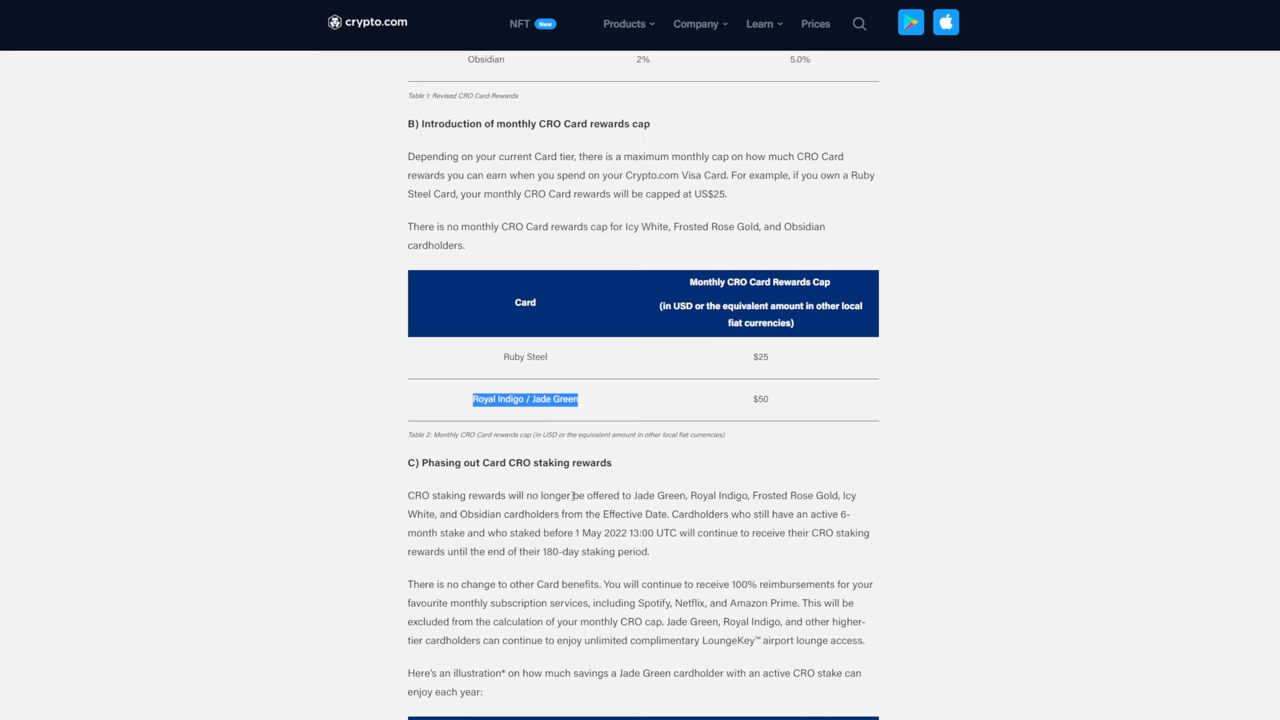 crypto.com NFT New Products Company Learn Prices
Obsidian 2% 5.0%
Table 1: Revised CRO Card Rewards
B) Introduction of monthly CRO Card rewards cap
Depending on your current Card tier, there is a maximum monthly cap on how much CRO Card
rewards you can earn when you spend on your Crypto.com Visa Card. For example, if you own a Ruby
Steel Card, your monthly CRO Card rewards will be capped at US$25.
There is no monthly CRO Card rewards cap for Icy White, Frosted Rose Gold, and Obsidian
cardholders.
Card
Monthly CRO Card Rewards Cap
(in USD or the equivalent amount in other local
fiat currencies)
Ruby Steel $25
Royal Indigo / Jade Green $50
Table 2: Monthly CRO Card rewards cap (in USD or the equivalent amount in other local fiat currencies)
C) Phasing out Card CRO staking rewards
CRO staking rewards will no longer be offered to Jade Green, Royal Indigo, Frosted Rose Gold, Icy
White, and Obsidian cardholders from the Effective Date. Cardholders who still have an active 6-
month stake and who staked before 1 May 2022 13:00 UTC will continue to receive their CRO staking
rewards until the end of their 180-day staking period.
There is no change to other Card benefits. You will continue to receive 100% reimbursements for your
favourite monthly subscription services, including Spotify, Netflix, and Amazon Prime. This will be
excluded from the calculation of your monthly CRO cap. Jade Green, Royal Indigo, and other higher-
tier cardholders can continue to enjoy unlimited complimentary LoungeKey™ airport lounge access.
Here's an illustration* on how much savings a Jade Green cardholder with an active CRO stake can
enjoy each year: